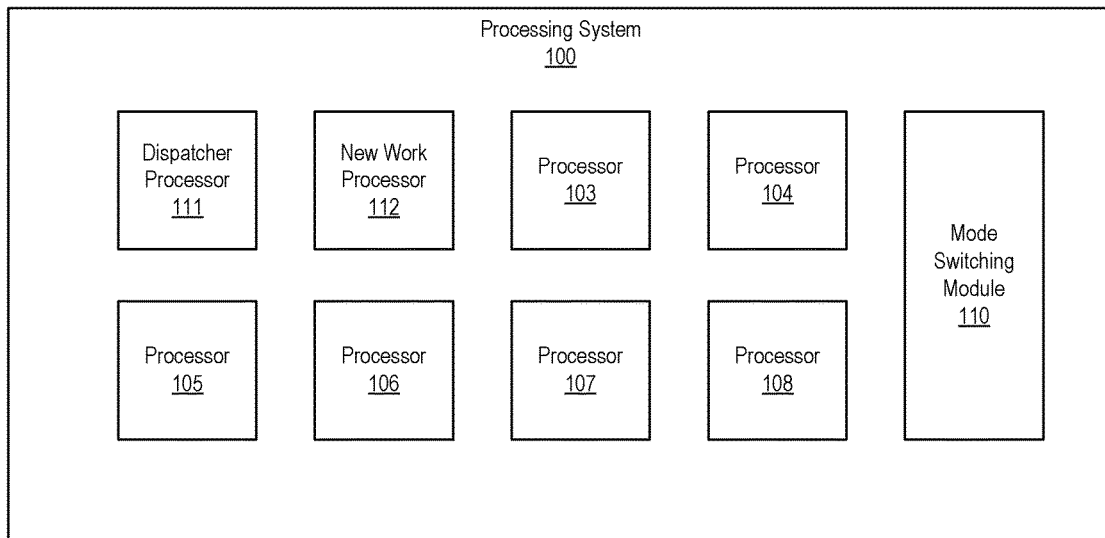 Processing System
100
Dispatcher
Processor
111
New Work
Processor
112
Processor
103
Processor
104
Mode
Switching
Module
110
Processor
105
Processor
106
Processor
107
Processor
108